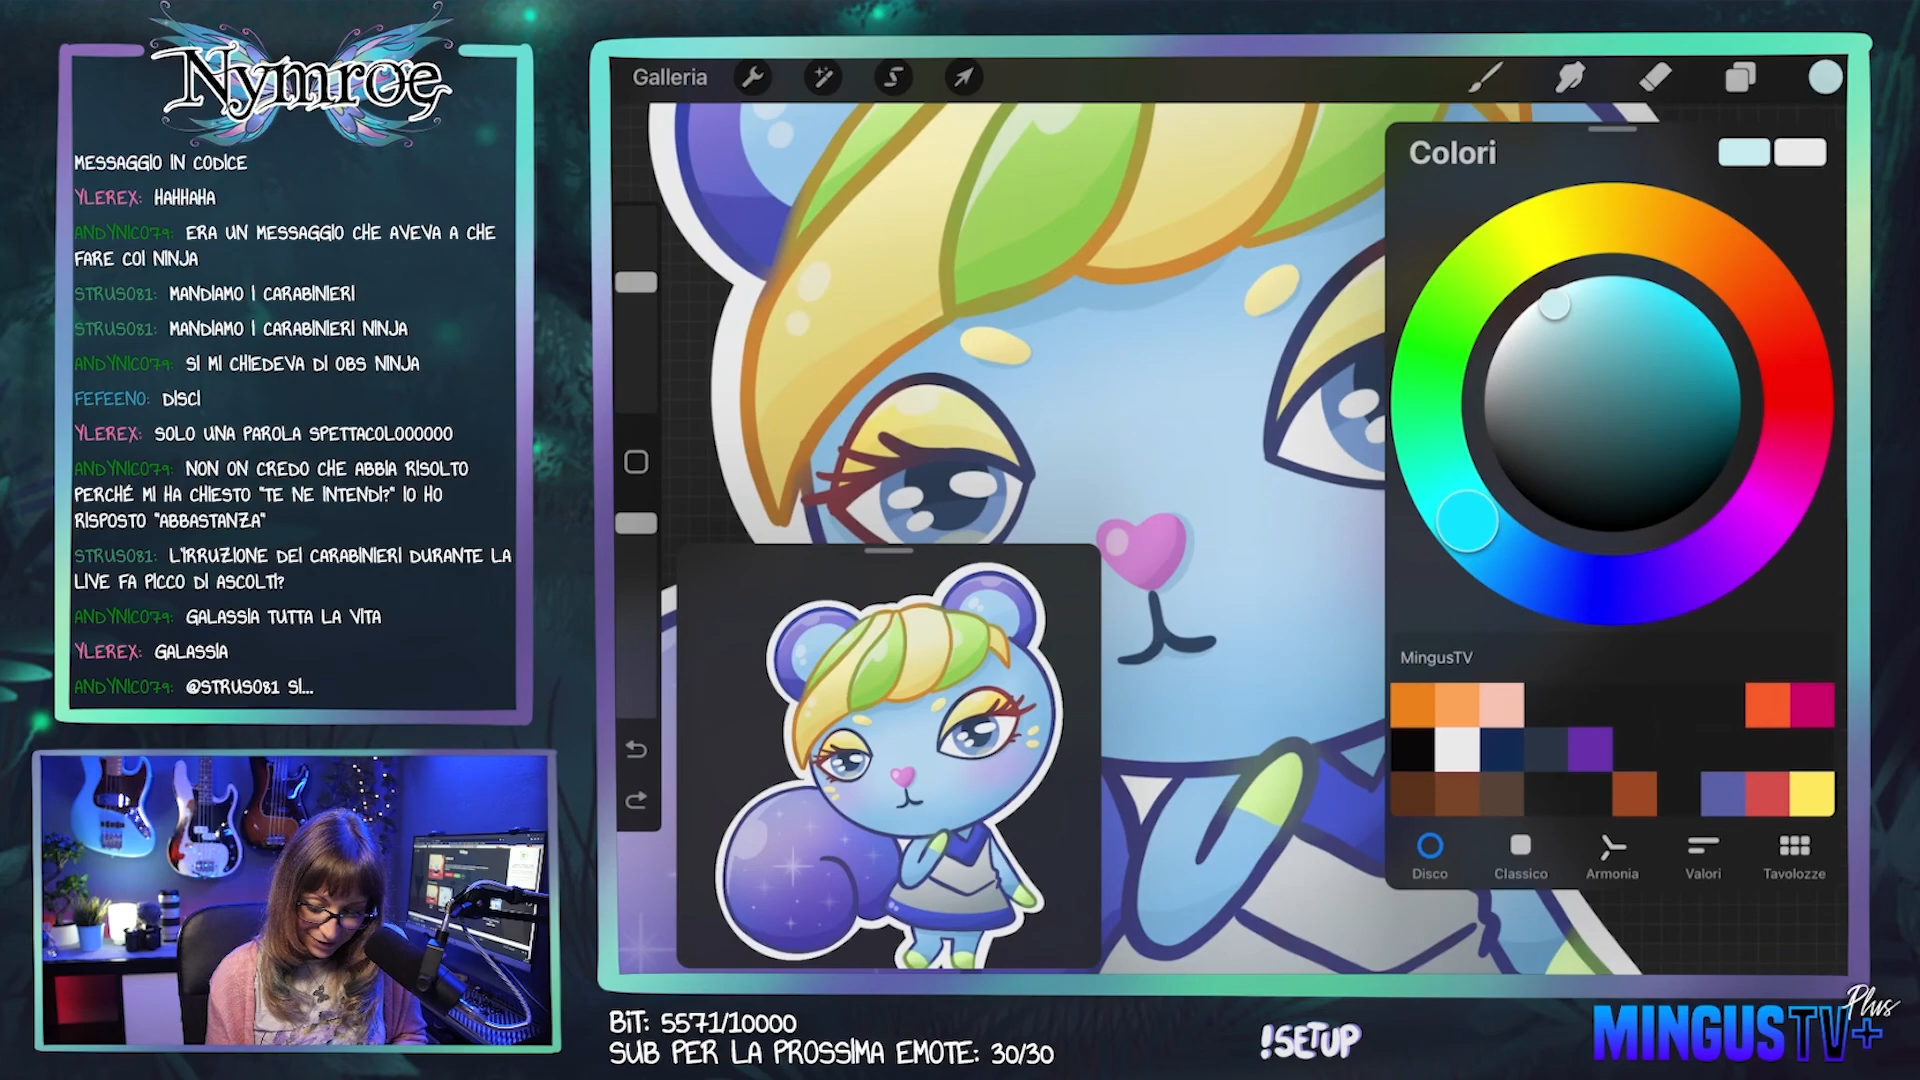 Nymroe
MESSAGGIO IN CODICE
YLEREX: HAHHAHA
ANDYNICO79: ERA UN MESSAGGIO CHE AVEVA A CHE
FARE COI NINJA
STRUSO81: MANDIAMO I CARABINIERI
STRUSO81: MANDIAMO I CARABINIERI NINJA
ANDYNICO79: SI MI CHIEDEVA DI OBS NINJA
FEFEENO: DISCI
YLEREX: SOLO UNA PAROLA SPETTACOLOOOOOO
ANDYNICO79: NON ON CREDO CHE ABBIA RISOLTO
PERCHÉ MI HA CHIESTO "TE NE INTENDI?" IO HO
RISPOSTO "ABBASTANZA"
STRUSO81: L'IRRUZIONE DEI CARABINIERI DURANTE LA
LIVE FA PICCO DI ASCOLTI?
ANDYNICO79: GALASSIA TUTTA LA VITA
YLEREX: GALASSIA
ANDYNICO79: @STRUSO81 SI...
Galleria
Colori
MingusTV
Disco
Classico
Armonia
Valori
Tavolozze
BIT: 5571/10000
SUB PER LA PROSSIMA EMOTE: 30/30
!SETUP
MINGUSTV+
Plus